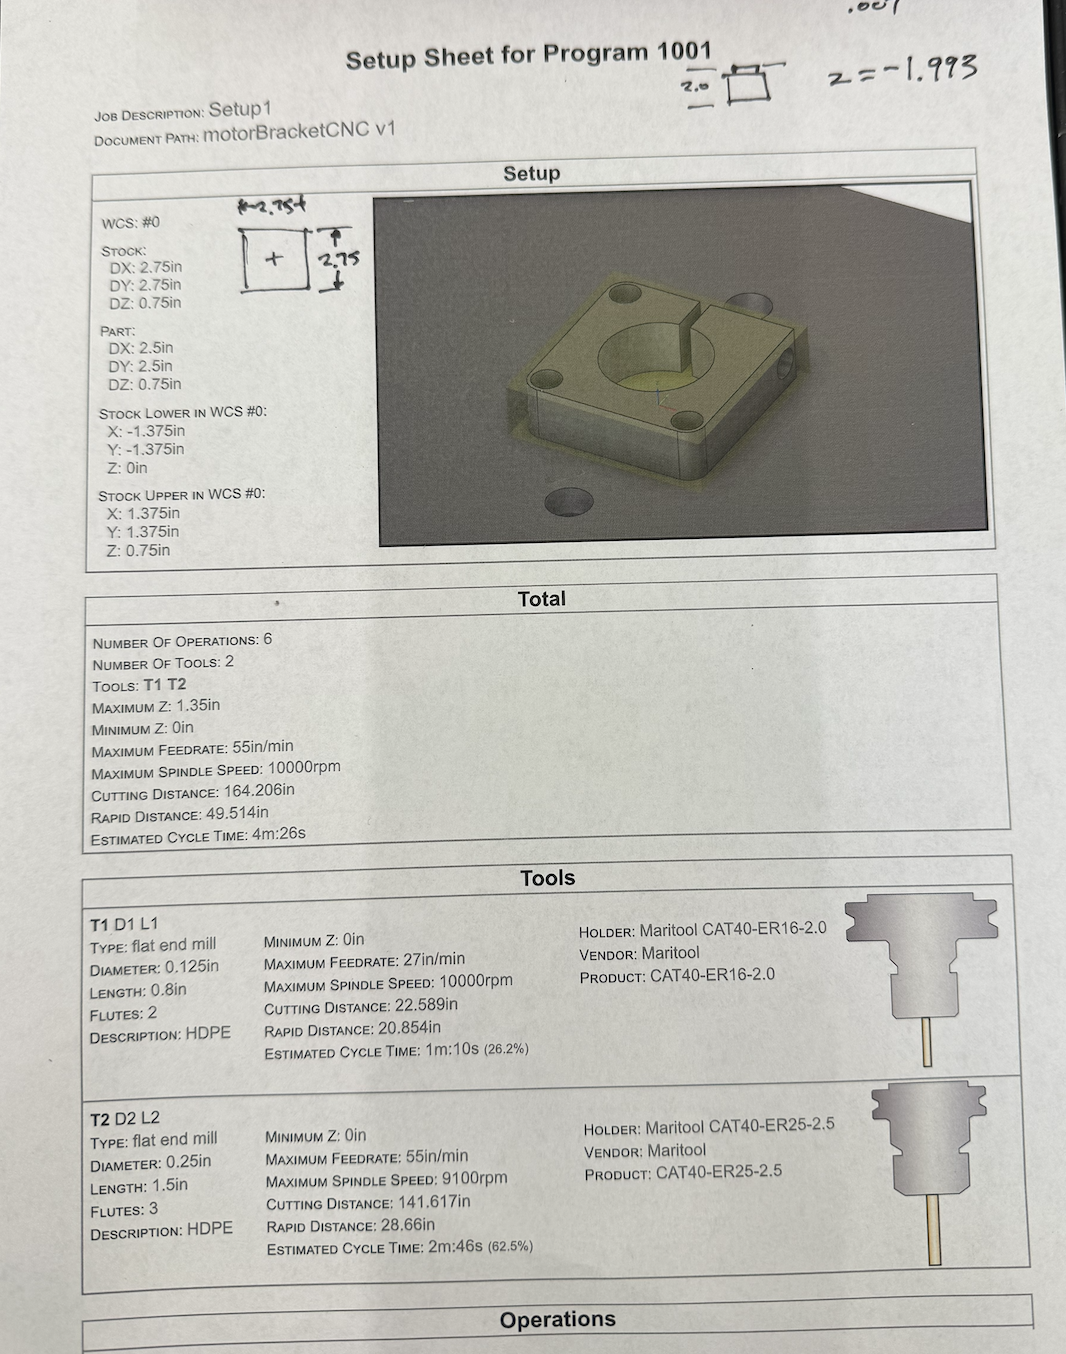 .001
Setup Sheet for Program 1001
2.0
z=-1.993
JOB DESCRIPTION: Setup1
DOCUMENT PATH: motorBracketCNC v1
Setup
WCS: #0
2.75
2.75
STOCK:
DX: 2.75in
DY: 2.75in
DZ: 0.75in
PART:
DX: 2.5in
DY: 2.5in
DZ: 0.75in
STOCK LOWER IN WCS #0:
X: -1.375in
Y: -1.375in
Z: 0in
STOCK UPPER IN WCS #0:
X: 1.375in
Y: 1.375in
Z: 0.75in
Total
NUMBER OF OPERATIONS: 6
NUMBER OF TOOLS: 2
TOOLS: T1 T2
MAXIMUM Z: 1.35in
MINIMUM Z: 0in
MAXIMUM FEEDRATE: 55in/min
MAXIMUM SPINDLE SPEED: 10000rpm
CUTTING DISTANCE: 164.206in
RAPID DISTANCE: 49.514in
ESTIMATED CYCLE TIME: 4m:26s
Tools
T1 D1 L1
TYPE: flat end mill
DIAMETER: 0.125in
LENGTH: 0.8in
FLUTES: 2
DESCRIPTION: HDPE
MINIMUM Z: 0in
MAXIMUM FEEDRATE: 27in/min
MAXIMUM SPINDLE SPEED: 10000rpm
CUTTING DISTANCE: 22.589in
RAPID DISTANCE: 20.854in
ESTIMATED CYCLE TIME: 1m:10s (26.2%)
HOLDER: Maritool CAT40-ER16-2.0
VENDOR: Maritool
PRODUCT: CAT40-ER16-2.0
T2 D2 L2
TYPE: flat end mill
DIAMETER: 0.25in
LENGTH: 1.5in
FLUTES: 3
DESCRIPTION: HDPE
MINIMUM Z: 0in
MAXIMUM FEEDRATE: 55in/min
MAXIMUM SPINDLE SPEED: 9100rpm
CUTTING DISTANCE: 141.617in
RAPID DISTANCE: 28.66in
ESTIMATED CYCLE TIME: 2m:46s (62.5%)
HOLDER: Maritool CAT40-ER25-2.5
VENDOR: Maritool
PRODUCT: CAT40-ER25-2.5
Operations